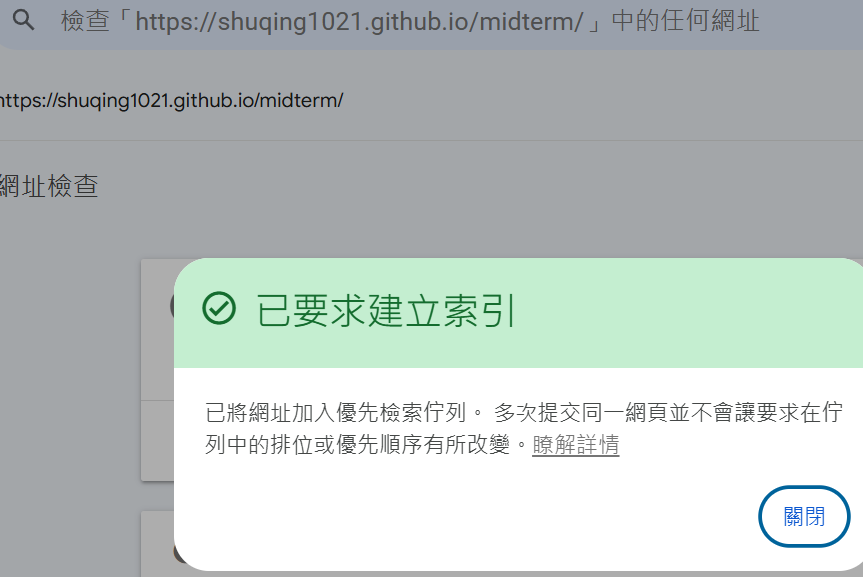 檢查「https://shuqing1021.github.io/midterm/」中的任何網址
https://shuqing1021.github.io/midterm/
網址檢查
已要求建立索引
已將網址加入優先檢索佇列。 多次提交同一網頁並不會讓要求在佇
列中的排位或優先順序有所改變。瞭解詳情
關閉